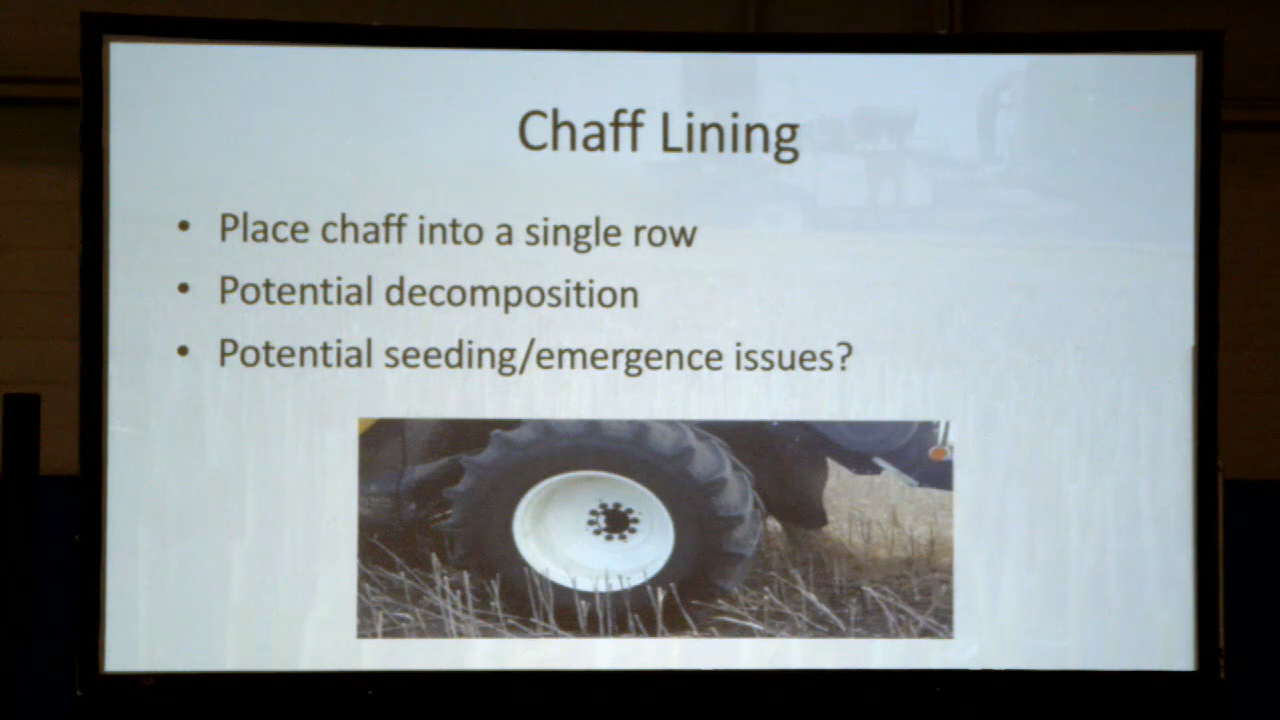 Chaff Lining
• Place chaff into a single row
• Potential decomposition
• Potential seeding/emergence issues?